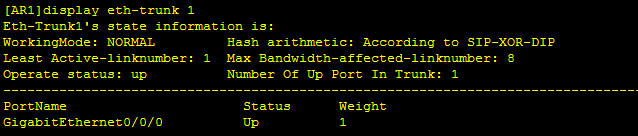 [AR1]display eth-trunk 1
Eth-Trunk1's state information is:
WorkingMode: NORMAL         Hash arithmetic: According to SIP-XOR-DIP
Least Active-linknumber: 1  Max Bandwidth-affected-linknumber: 8
Operate status: up          Number Of Up Port In Trunk: 1
--------------------------------------------------------------------------------
PortName                      Status      Weight
GigabitEthernet0/0/0          Up          1